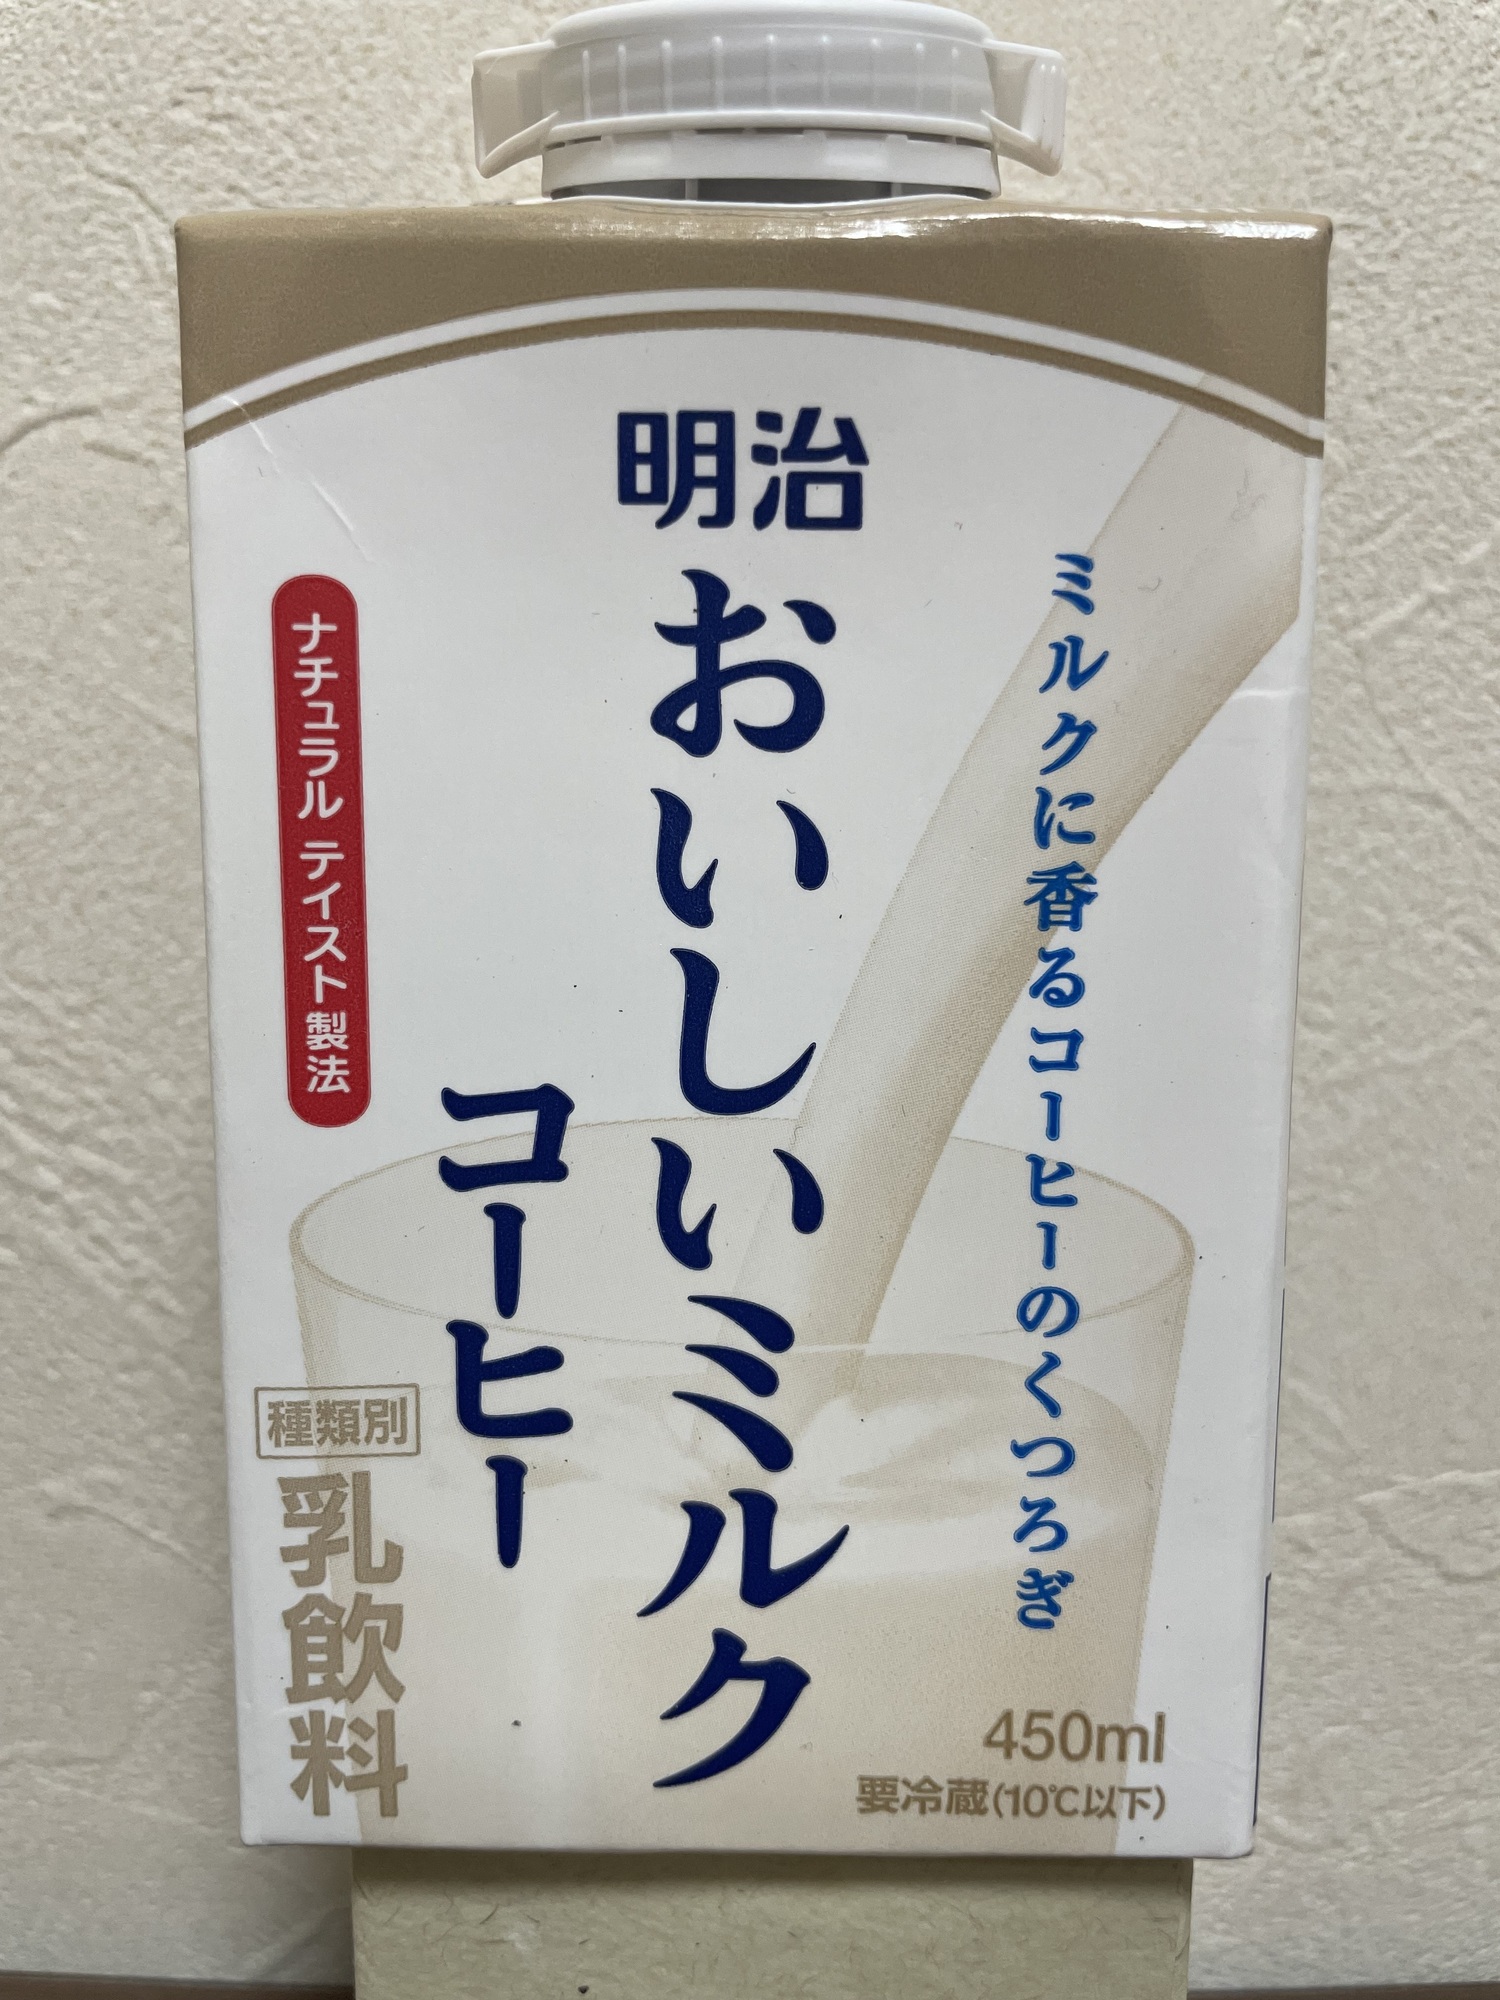 明治
ミルクに香るコーヒーのくつろぎ
おいしいミルク
コーヒー
ナチュラル テイスト製法
種類別
乳飲料
450ml
要冷蔵(10℃以下)